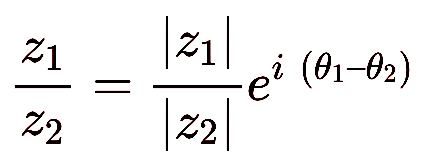 z₁/z₂ = |z₁|/|z₂| e^{i (θ₁−θ₂)}